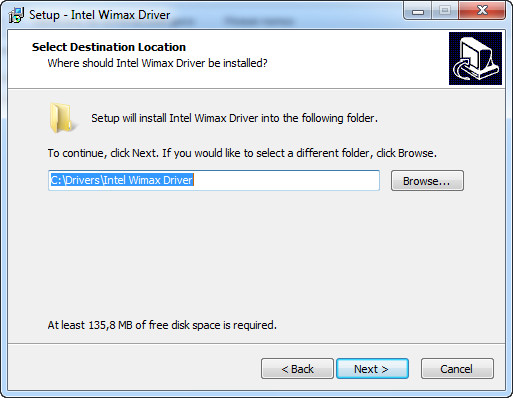 Setup - Intel Wimax Driver
Select Destination Location
Where should Intel Wimax Driver be installed?
Setup will install Intel Wimax Driver into the following folder.
To continue, click Next. If you would like to select a different folder, click Browse.
C:\Drivers\Intel Wimax Driver
Browse...
At least 135,8 MB of free disk space is required.
< Back
Next >
Cancel